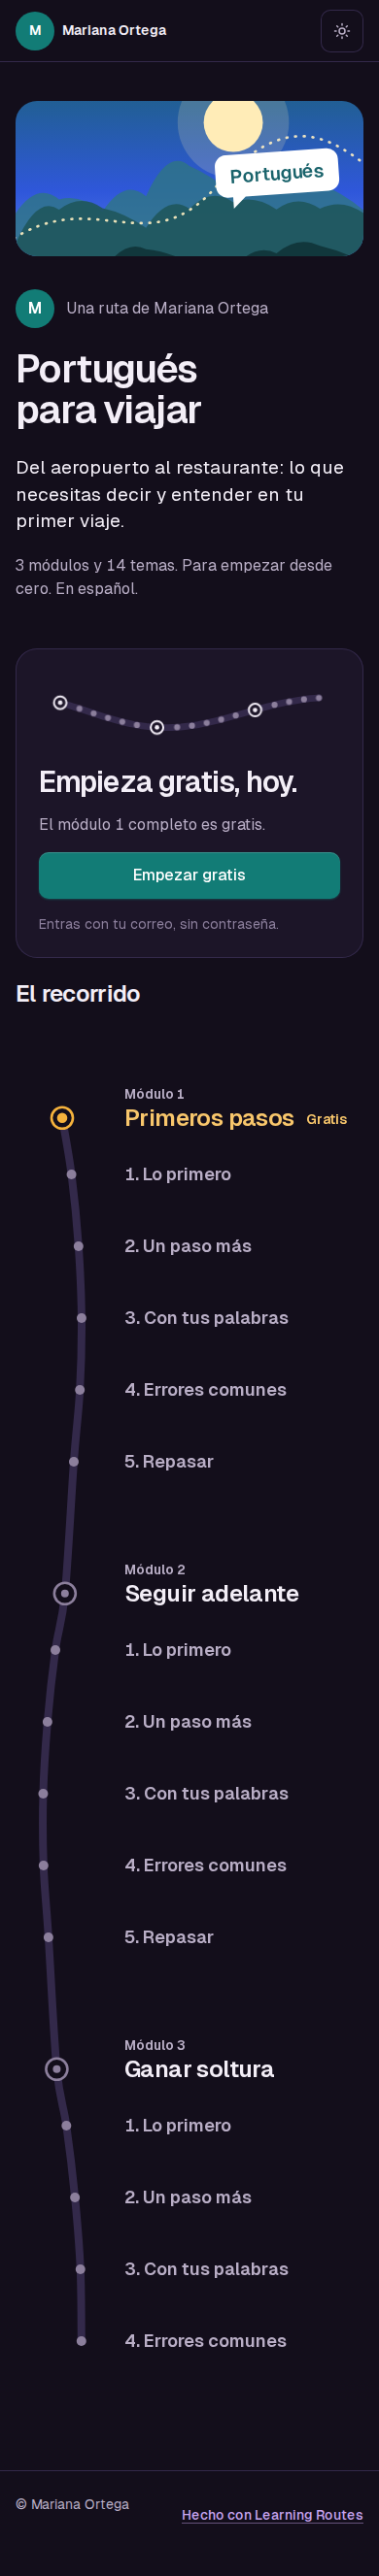 M Mariana Ortega
Portugués
M Una ruta de Mariana Ortega
Portugués
para viajar
Del aeropuerto al restaurante: lo que
necesitas decir y entender en tu
primer viaje.
3 módulos y 14 temas. Para empezar desde
cero. En español.
Empieza gratis, hoy.
El módulo 1 completo es gratis.
Empezar gratis
Entras con tu correo, sin contraseña.
El recorrido
Módulo 1
Primeros pasos Gratis
1. Lo primero
2. Un paso más
3. Con tus palabras
4. Errores comunes
5. Repasar
Módulo 2
Seguir adelante
1. Lo primero
2. Un paso más
3. Con tus palabras
4. Errores comunes
5. Repasar
Módulo 3
Ganar soltura
1. Lo primero
2. Un paso más
3. Con tus palabras
4. Errores comunes
© Mariana Ortega
Hecho con Learning Routes